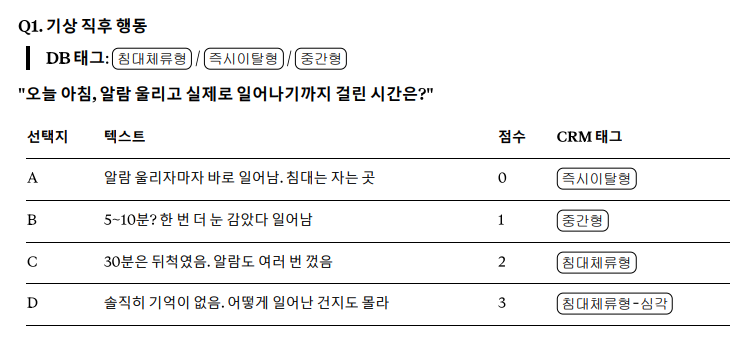 Q1. 기상 직후 행동
DB 태그: 침대체류형 / 즉시이탈형 / 중간형
"오늘 아침, 알람 울리고 실제로 일어나기까지 걸린 시간은?"
선택지 텍스트 점수 CRM 태그
A 알람 울리자마자 바로 일어남. 침대는 자는 곳 0 즉시이탈형
B 5~10분? 한 번 더 눈 감았다 일어남 1 중간형
C 30분은 뒤척였음. 알람도 여러 번 껐음 2 침대체류형
D 솔직히 기억이 없음. 어떻게 일어난 건지도 몰라 3 침대체류형-심각